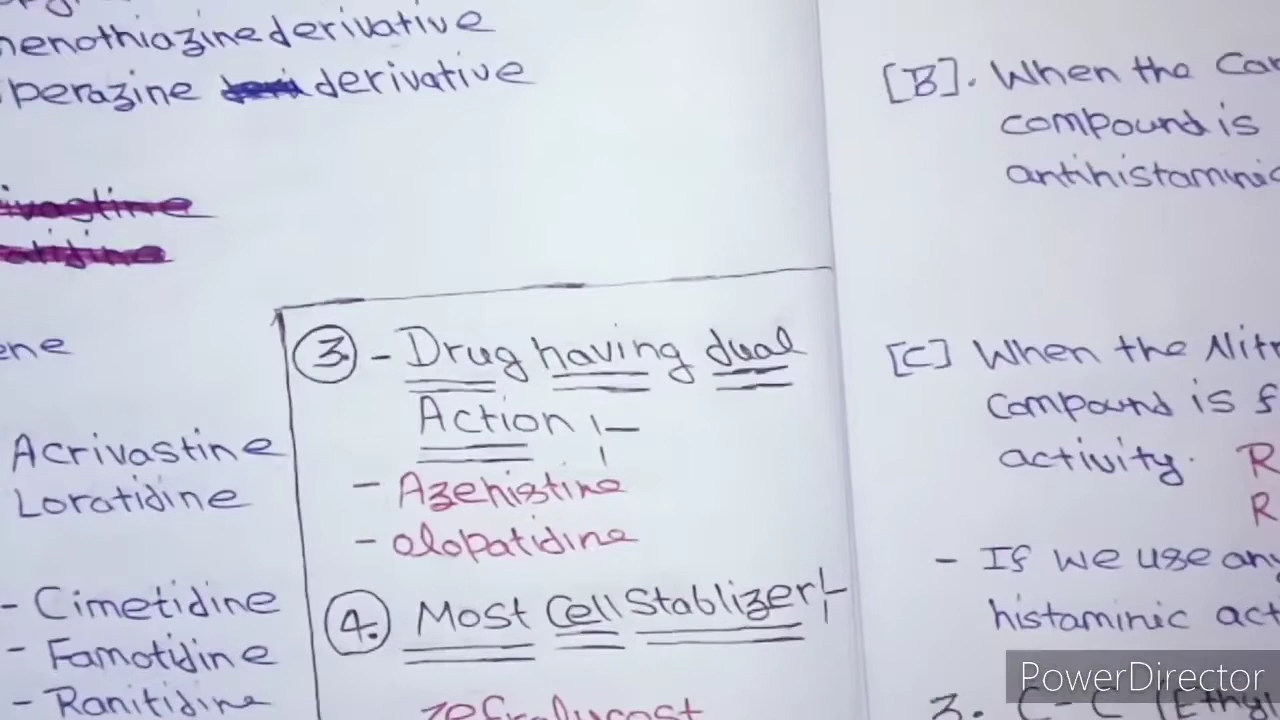 henothiazine derivative
perazine derivative
ene
Acrivastine
Loratidine
- Cimetidine
- Famotidine
- Ranitidine
3. - Drug having dual
Action :-
- Azehistine
- olopatidine
4. Most Cell Stablizer :-
zefirlucost
[B]. When the Car
compound is
antihistaminic
[C] When the Nitr
Compound is f
activity. R
R
- If we use any
histaminic act
3. C-C (Ethyl
PowerDirector